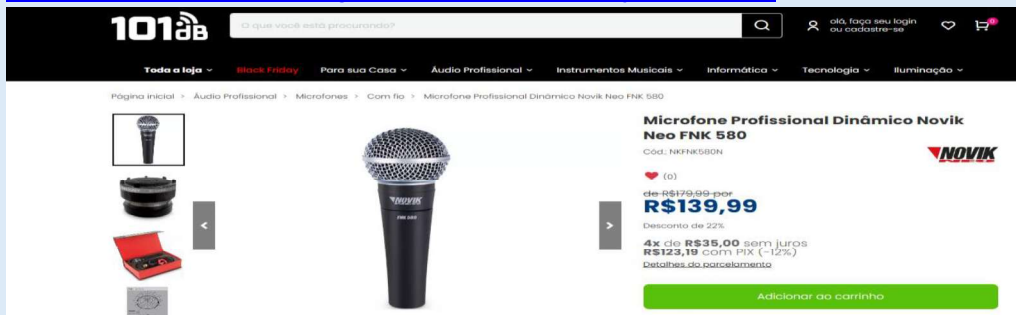 101dB
O que você está procurando?
olá, faça seu login
ou cadastre-se
0
Toda a loja
Black Friday
Para sua Casa
Áudio Profissional
Instrumentos Musicais
Informática
Tecnologia
Iluminação
Página inicial > Áudio Profissional > Microfones > Com fio > Microfone Profissional Dinâmico Novik Neo FNK 580
Microfone Profissional Dinâmico Novik
Neo FNK 580
Cód.: NKFNK580N
NOVIK
(0)
de R$179,99 por
R$139,99
Desconto de 22%
4x de R$35,00 sem juros
R$123,19 com PIX (-12%)
Detalhes do parcelamento
Adicionar ao carrinho
NOVIK
FNK 580
<
>